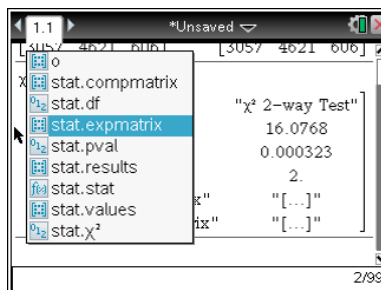 1.1 *Unsaved
[3057 4621 606] [3057 4621 606]
χ
o
stat.compmatrix
stat.df
stat.expmatrix
stat.pval
stat.results
stat.stat
stat.values
stat.χ²
"χ² 2-way Test"
16.0768
0.000323
2.
x" "[...]"
ix" "[...]"
2/99